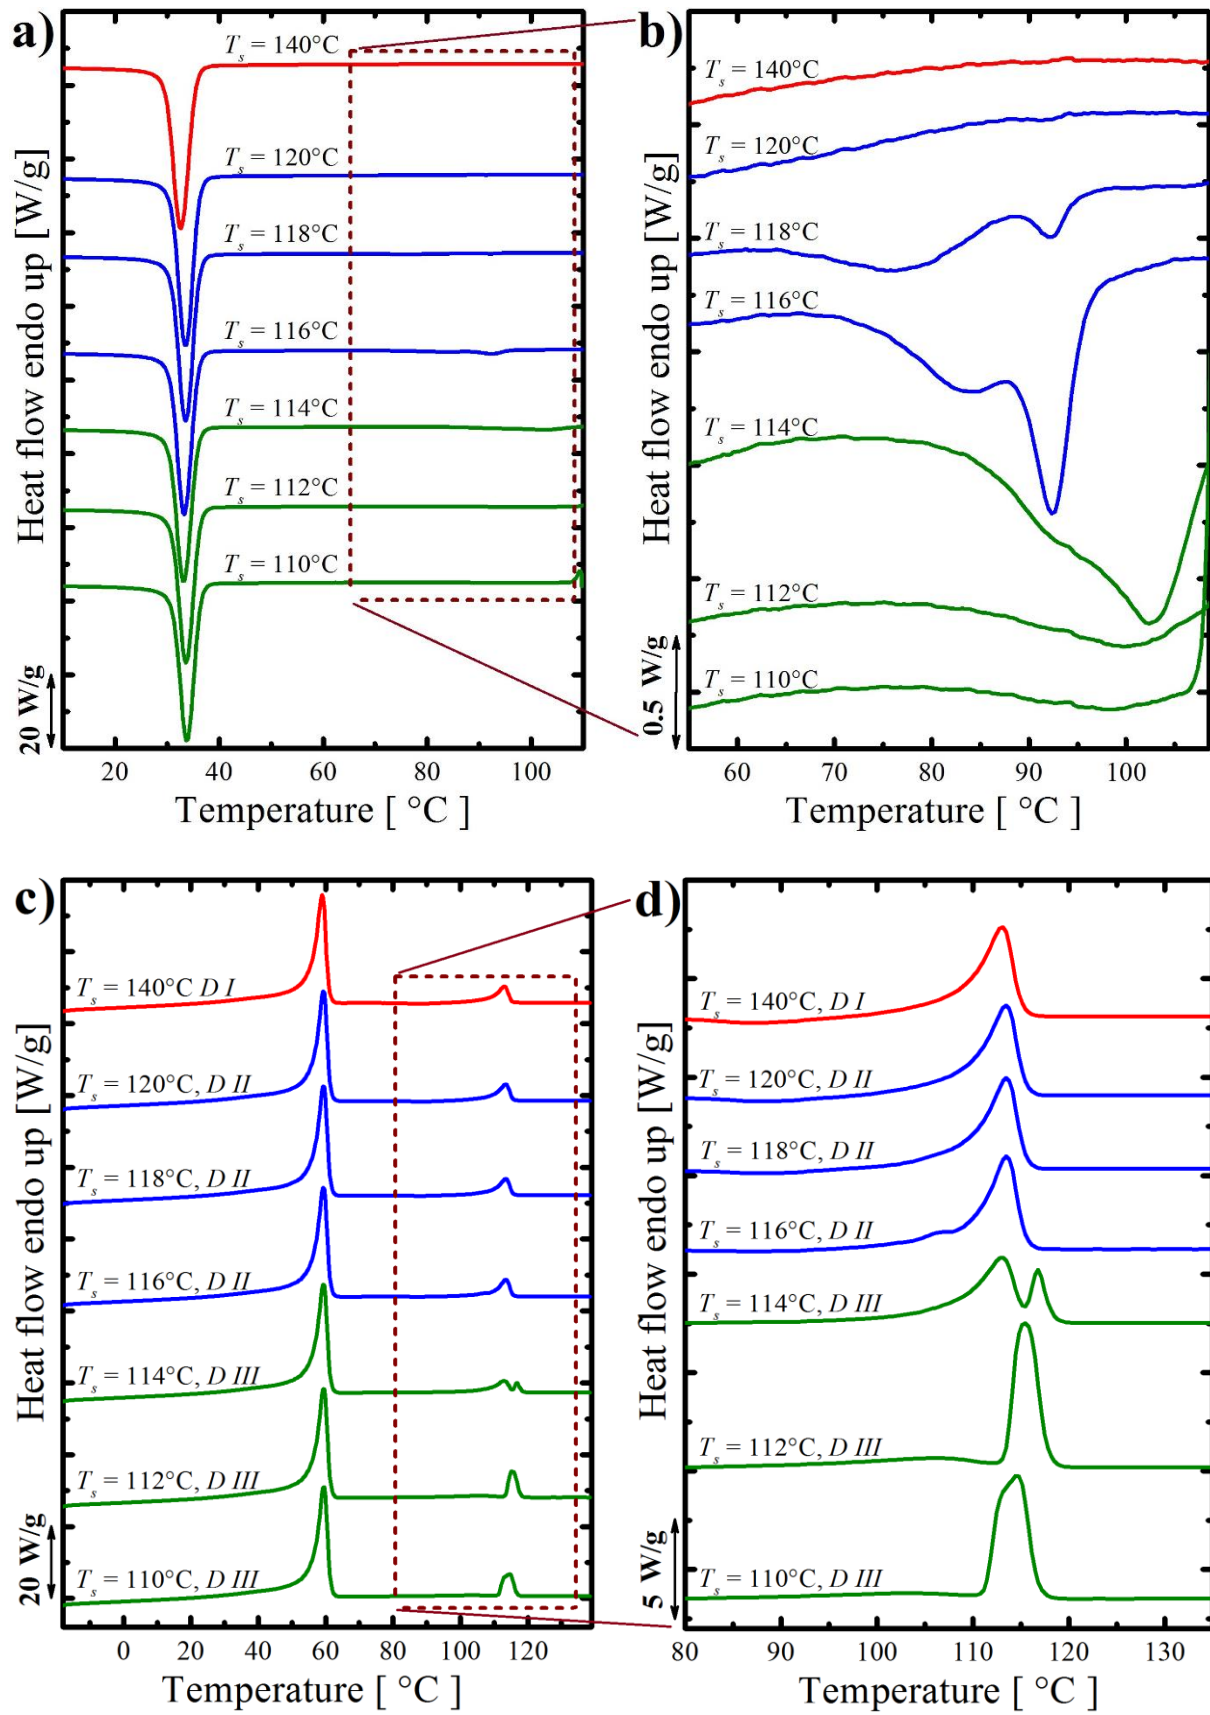 a)
T_s = 140°C
T_s = 120°C
T_s = 118°C
T_s = 116°C
T_s = 114°C
T_s = 112°C
T_s = 110°C
Heat flow endo up [W/g]
20 W/g
20 40 60 80 100
Temperature [ °C ]
b)
T_s = 140°C
T_s = 120°C
T_s = 118°C
T_s = 116°C
T_s = 114°C
T_s = 112°C
T_s = 110°C
Heat flow endo up [W/g]
0.5 W/g
60 70 80 90 100
Temperature [ °C ]
c)
T_s = 140°C D I
T_s = 120°C, D II
T_s = 118°C, D II
T_s = 116°C, D II
T_s = 114°C, D III
T_s = 112°C, D III
T_s = 110°C, D III
Heat flow endo up [W/g]
20 W/g
0 20 40 60 80 100 120
Temperature [ °C ]
d)
T_s = 140°C, D I
T_s = 120°C, D II
T_s = 118°C, D II
T_s = 116°C, D II
T_s = 114°C, D III
T_s = 112°C, D III
T_s = 110°C, D III
Heat flow endo up [W/g]
5 W/g
80 90 100 110 120 130
Temperature [ °C ]